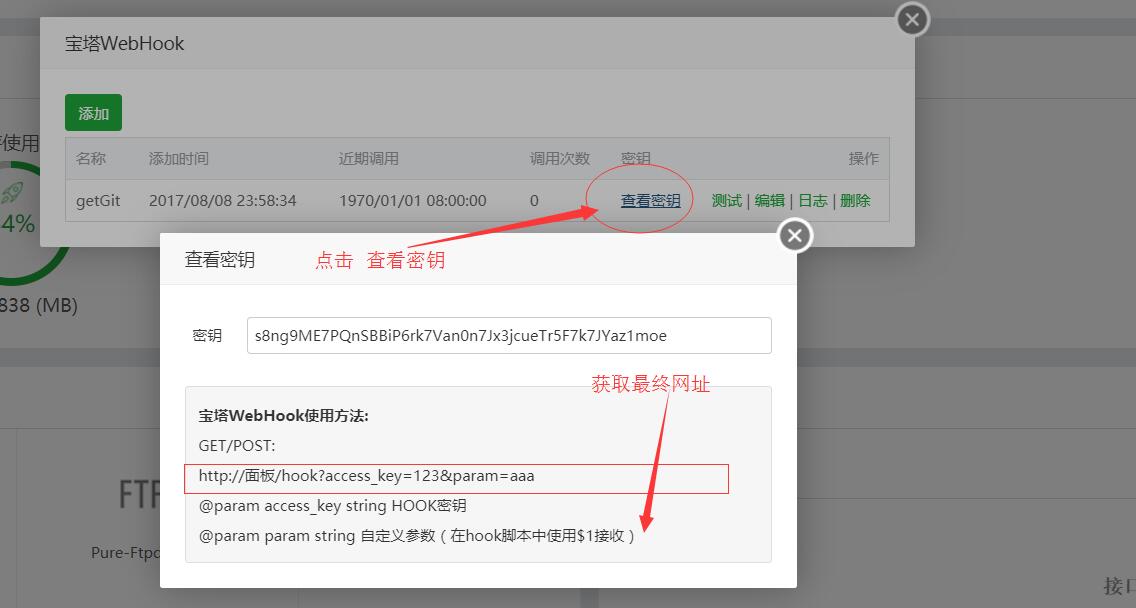 宝塔WebHook
添加
存使用
名称 添加时间 近期调用 调用次数 密钥 操作
getGit 2017/08/08 23:58:34 1970/01/01 08:00:00 0 查看密钥 测试 | 编辑 | 日志 | 删除
4%
查看密钥 点击 查看密钥
838 (MB)
密钥 s8ng9ME7PQnSBBiP6rk7Van0n7Jx3jcueTr5F7k7JYaz1moe
获取最终网址
宝塔WebHook使用方法:
GET/POST:
http://面板/hook?access_key=123&param=aaa
FTP
@param access_key string HOOK密钥
@param param string 自定义参数（在hook脚本中使用$1接收）
Pure-Ftpd
接口